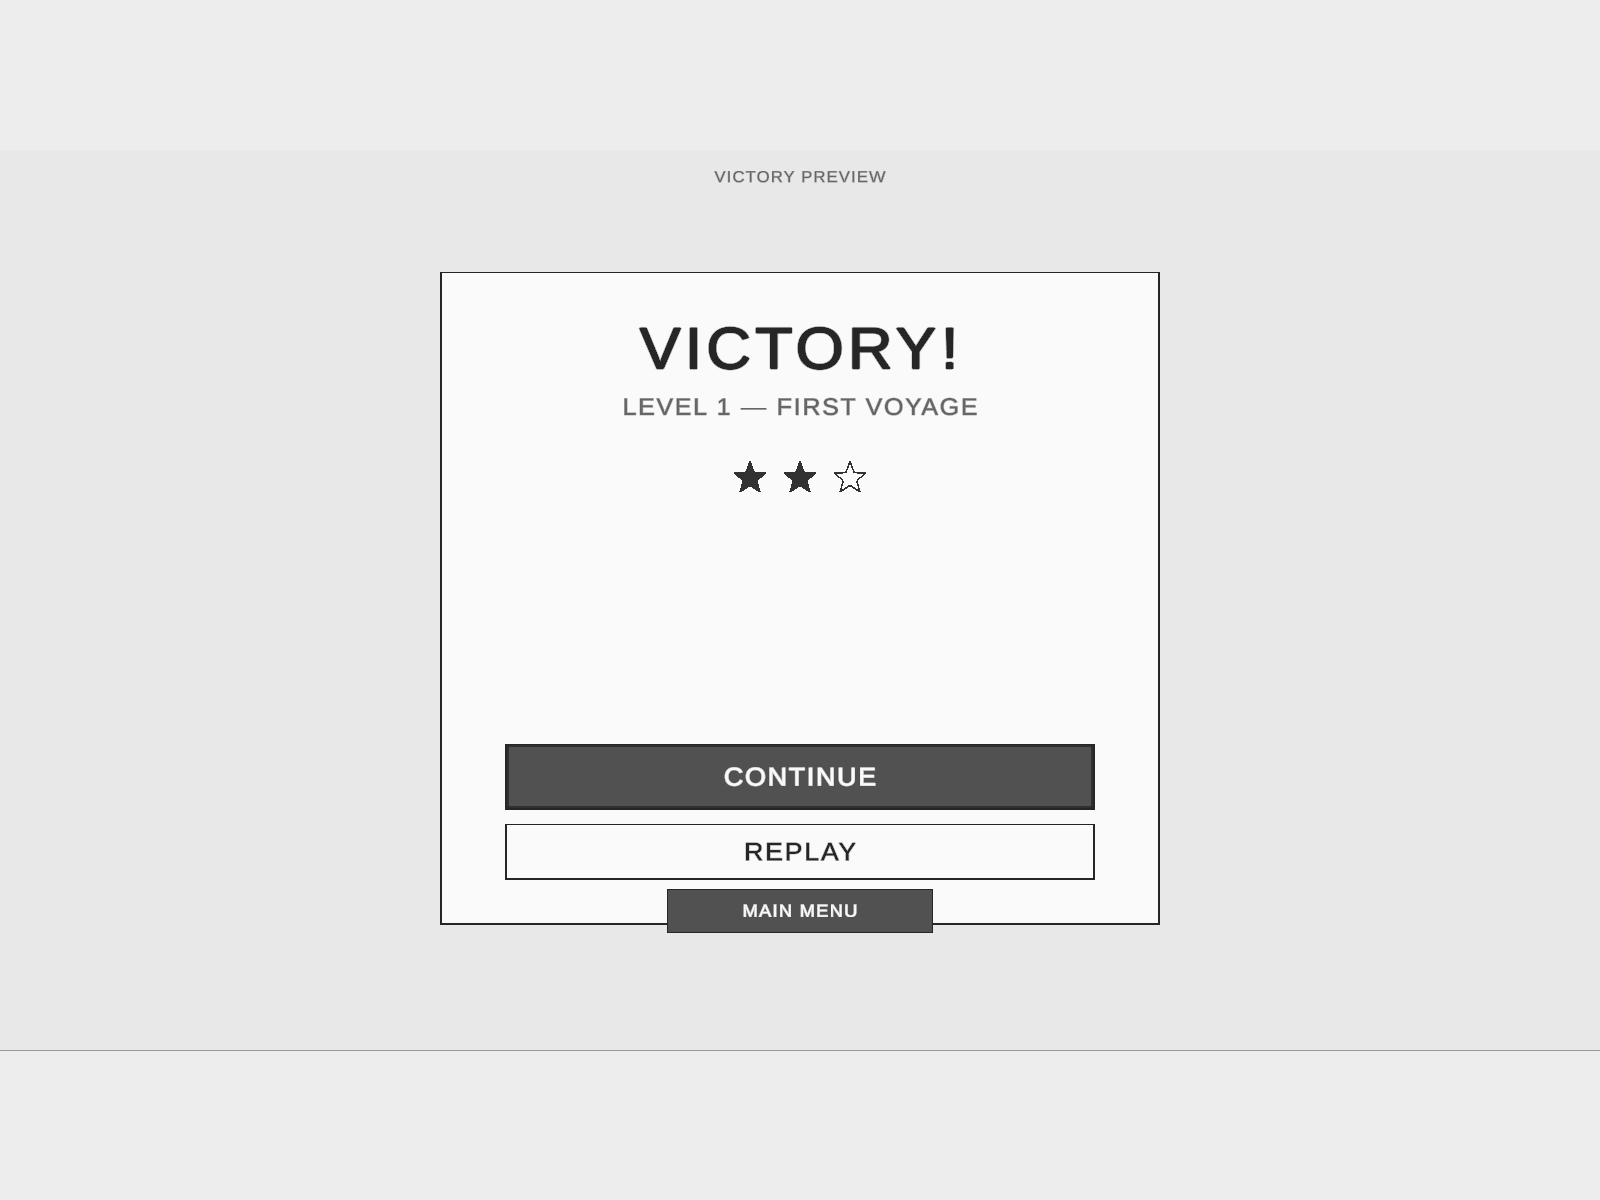 VICTORY PREVIEW
VICTORY!
LEVEL 1 — FIRST VOYAGE
CONTINUE
REPLAY
MAIN MENU